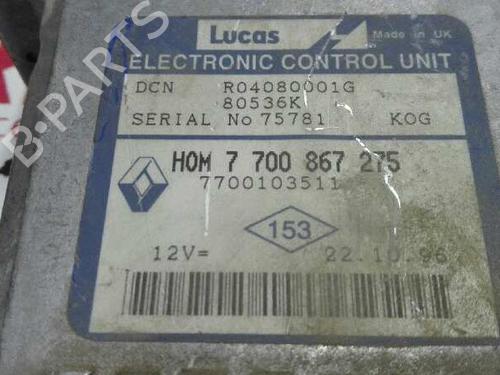 Lucas Made in UK
ELECTRONIC CONTROL UNIT
DCN R04080001G
80536K
SERIAL No 75781 KOG
HOM 7 700 867 275
7700103511
153
12V= 22.10.96
B-PARTS